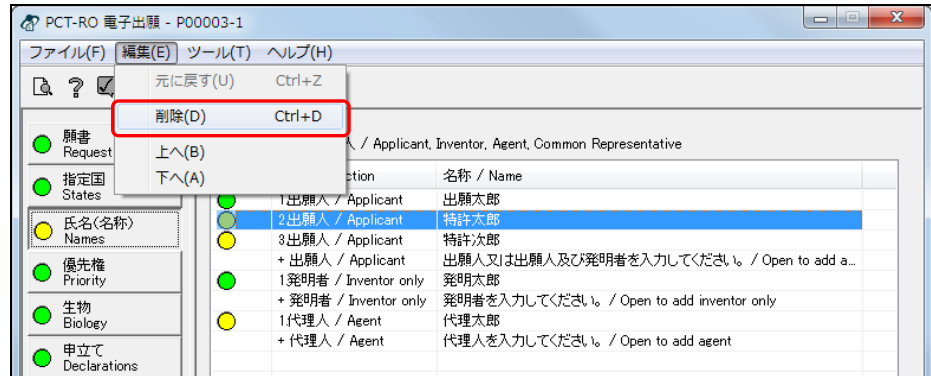 PCT-RO 電子出願 - P00003-1
ファイル(F) 編集(E) ツール(T) ヘルプ(H)
元に戻す(U) Ctrl+Z
削除(D) Ctrl+D
上へ(B)
下へ(A)
願書
Request
指定国
States
氏名(名称)
Names
優先権
Priority
生物
Biology
申立て
Declarations
/ Applicant, Inventor, Agent, Common Representative
名称 / Name
1出願人 / Applicant 出願太郎
2出願人 / Applicant 特許太郎
3出願人 / Applicant 特許次郎
+ 出願人 / Applicant 出願人又は出願人及び発明者を入力してください。 / Open to add a...
1発明者 / Inventor only 発明太郎
+ 発明者 / Inventor only 発明者を入力してください。 / Open to add inventor only
1代理人 / Agent 代理太郎
+ 代理人 / Agent 代理人を入力してください。 / Open to add agent